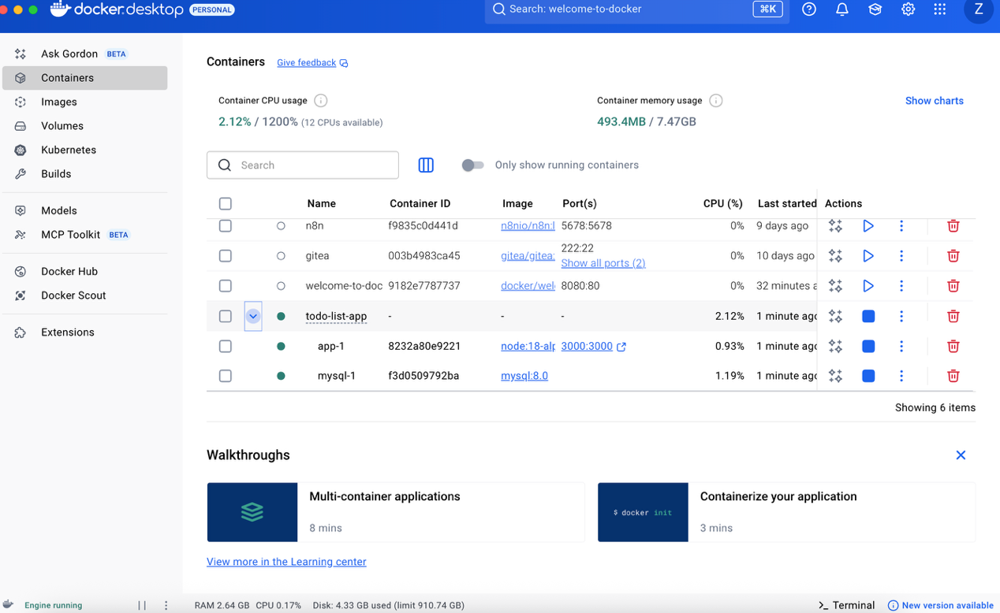 docker.desktop PERSONAL Search: welcome-to-docker ⌘K Z
Ask Gordon BETA
Containers
Images
Volumes
Kubernetes
Builds
Models
MCP Toolkit BETA
Docker Hub
Docker Scout
Extensions
Containers Give feedback
Container CPU usage
2.12% / 1200% (12 CPUs available)
Container memory usage
493.4MB / 7.47GB
Show charts
Search
Only show running containers
Name Container ID Image Port(s) CPU (%) Last started Actions
n8n f9835c0d441d n8nio/n8n:l 5678:5678 0% 9 days ago
gitea 003b4983ca45 gitea/gitea: 222:22 0% 10 days ago
Show all ports (2)
welcome-to-doc 9182e7787737 docker/wel 8080:80 0% 32 minutes a
todo-list-app - - - 2.12% 1 minute ago
app-1 8232a80e9221 node:18-alp 3000:3000 0.93% 1 minute ago
mysql-1 f3d0509792ba mysql:8.0 1.19% 1 minute ago
Showing 6 items
Walkthroughs
Multi-container applications
8 mins
$ docker init
Containerize your application
3 mins
View more in the Learning center
Engine running RAM 2.64 GB CPU 0.17% Disk: 4.33 GB used (limit 910.74 GB) >_ Terminal New version available